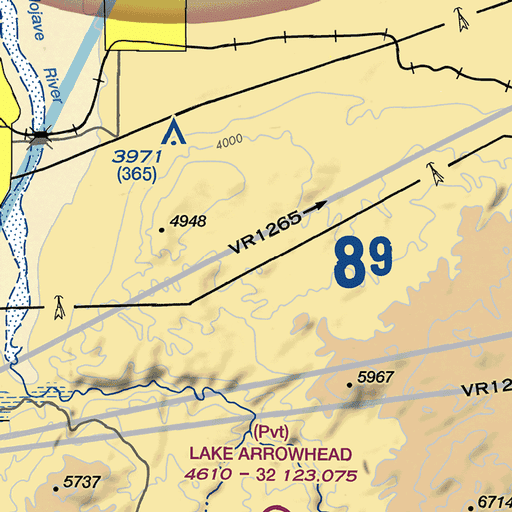 Mojave
River
4000
3971
(365)
4948
VR1265
89
5967
VR12
(Pvt)
LAKE ARROWHEAD
4610 - 32 123.075
5737
6714